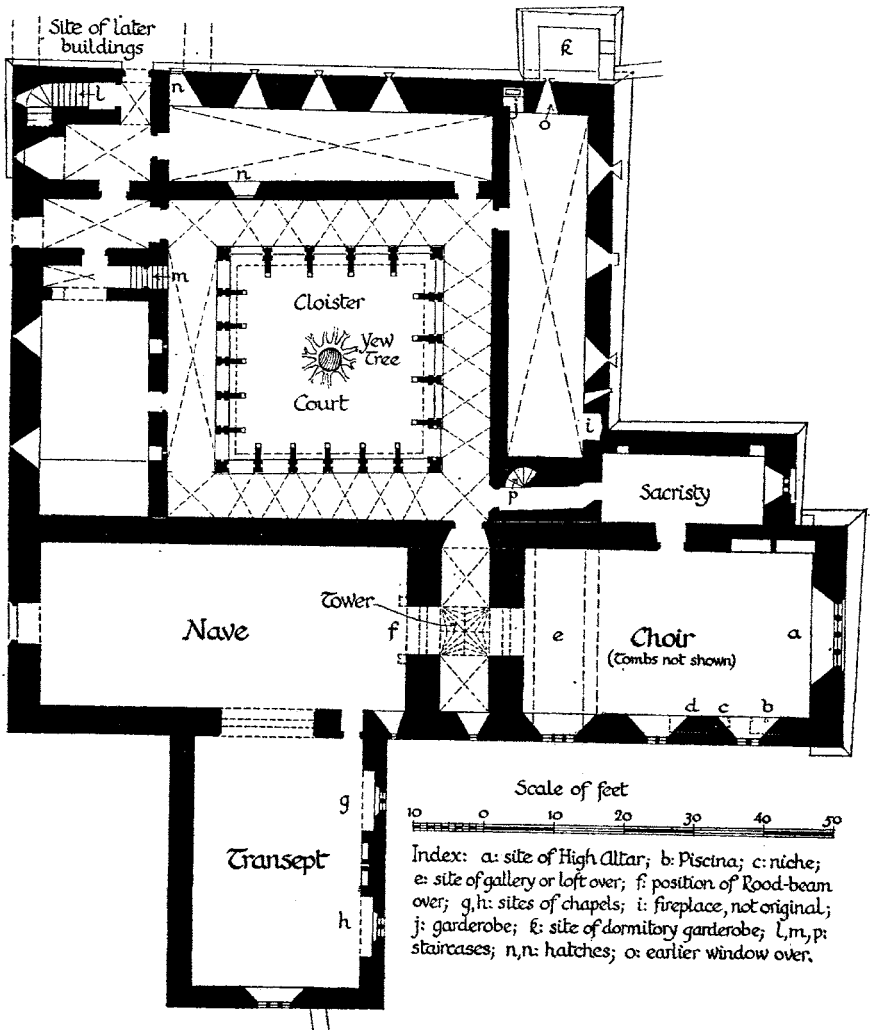 Site of later
buildings
k
l
n
j
o
n
m
Cloister
Yew
Tree
Court
i
p
Sacristy
Tower
Nave
f
e
Choir
a
(Tombs not shown)
d c b
g
Scale of feet
10 0 10 20 30 40 50
Transept
h
Index: a: site of High Altar; b: Piscina; c: niche;
e: site of gallery or loft over; f: position of Rood-beam
over; g,h: sites of chapels; i: fireplace, not original;
j: garderobe; k: site of dormitory garderobe; l,m,p:
staircases; n,n: hatches; o: earlier window over.